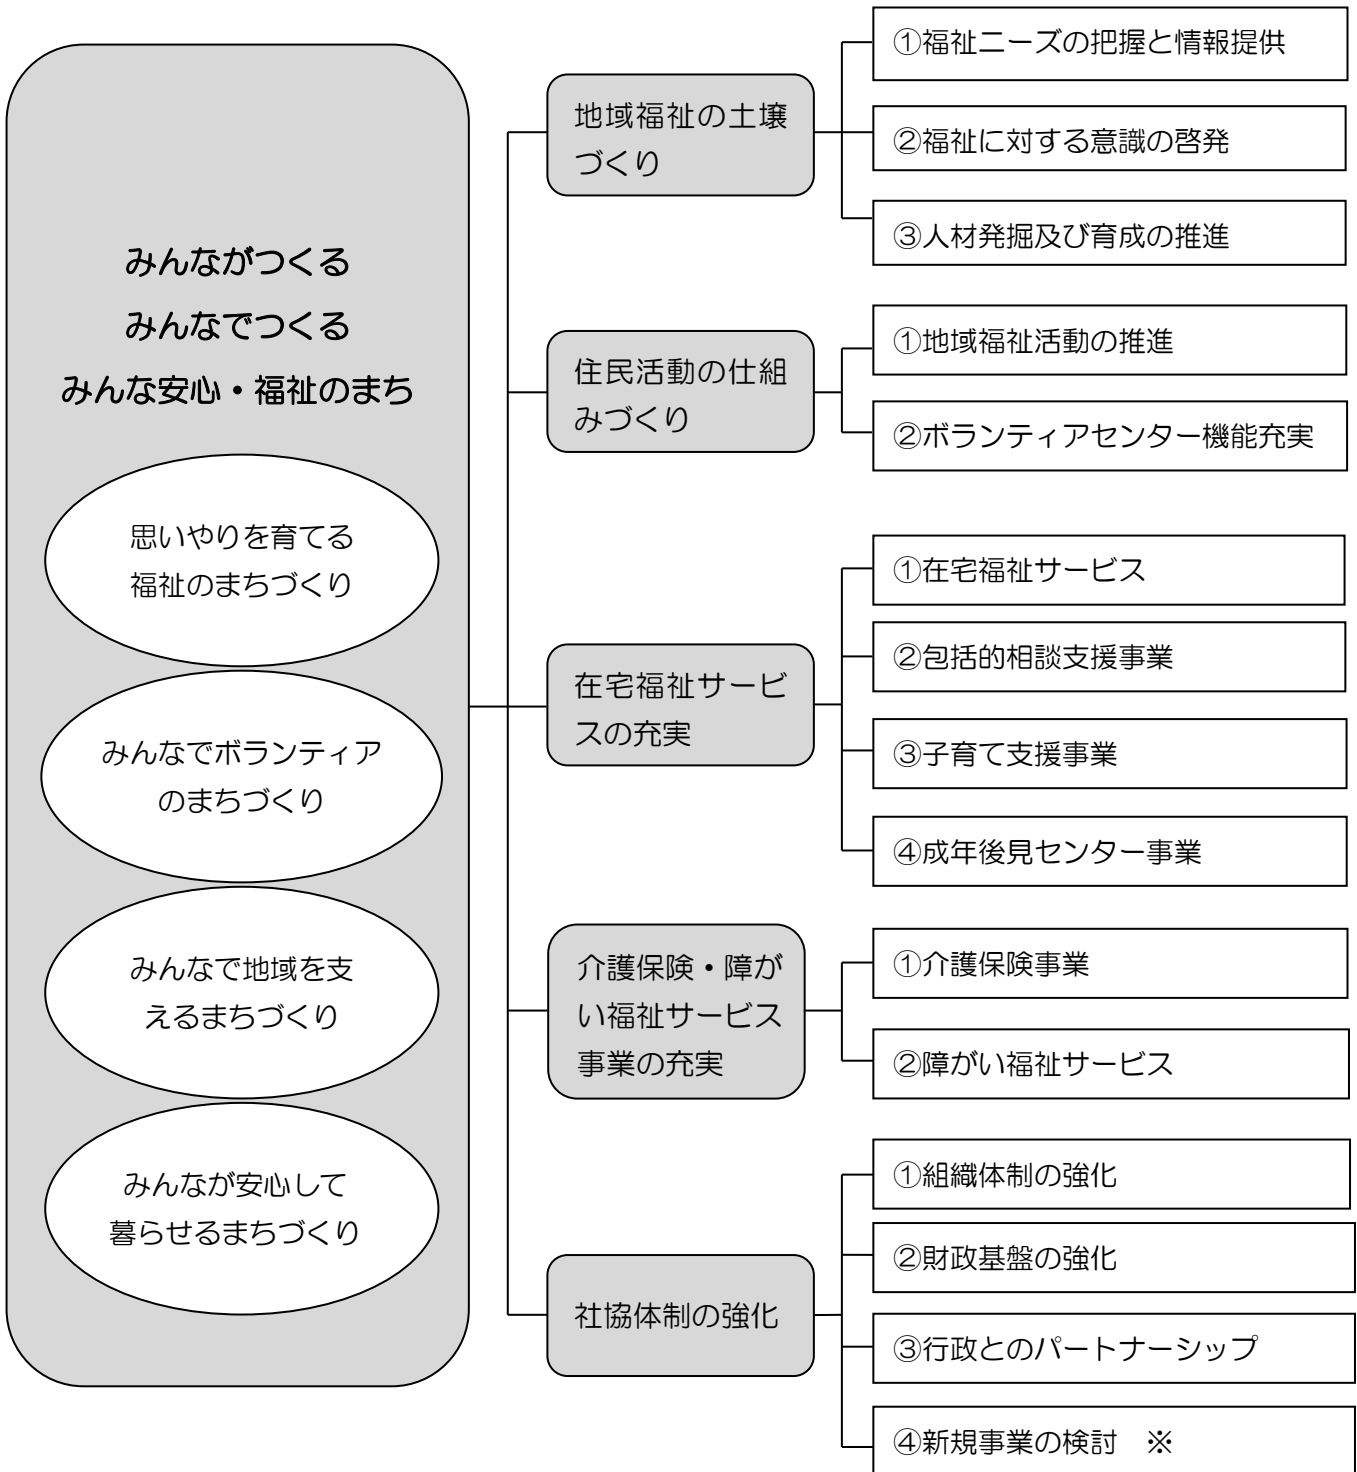 みんながつくる
みんなでつくる
みんな安心・福祉のまち
思いやりを育てる
福祉のまちづくり
みんなでボランティア
のまちづくり
みんなで地域を支
えるまちづくり
みんなが安心して
暮らせるまちづくり
地域福祉の土壌
づくり
①福祉ニーズの把握と情報提供
②福祉に対する意識の啓発
③人材発掘及び育成の推進
住民活動の仕組
みづくり
①地域福祉活動の推進
②ボランティアセンター機能充実
在宅福祉サービ
スの充実
①在宅福祉サービス
②包括的相談支援事業
③子育て支援事業
④成年後見センター事業
介護保険・障が
い福祉サービス
事業の充実
①介護保険事業
②障がい福祉サービス
社協体制の強化
①組織体制の強化
②財政基盤の強化
③行政とのパートナーシップ
④新規事業の検討　※